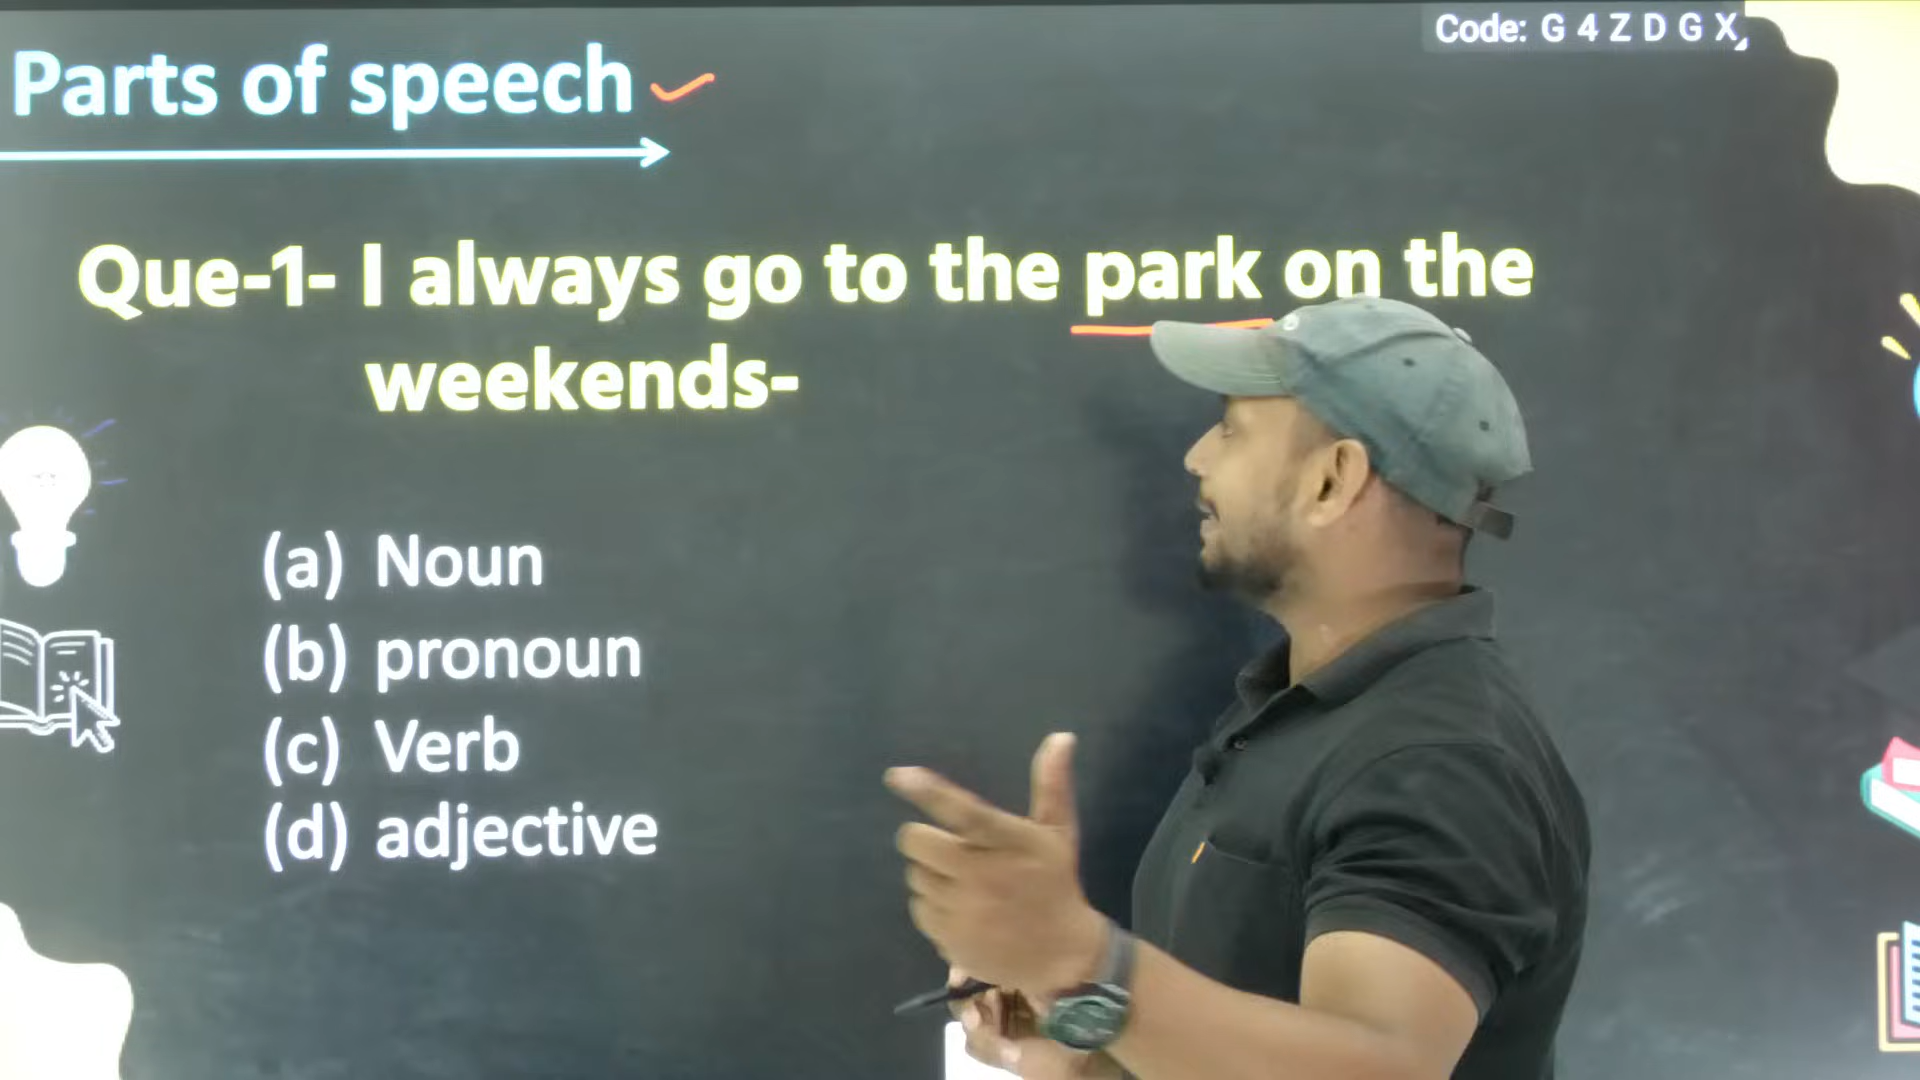 Code: G 4 Z D G X
Parts of speech
Que-1- I always go to the park on the
weekends-
(a) Noun
(b) pronoun
(c) Verb
(d) adjective